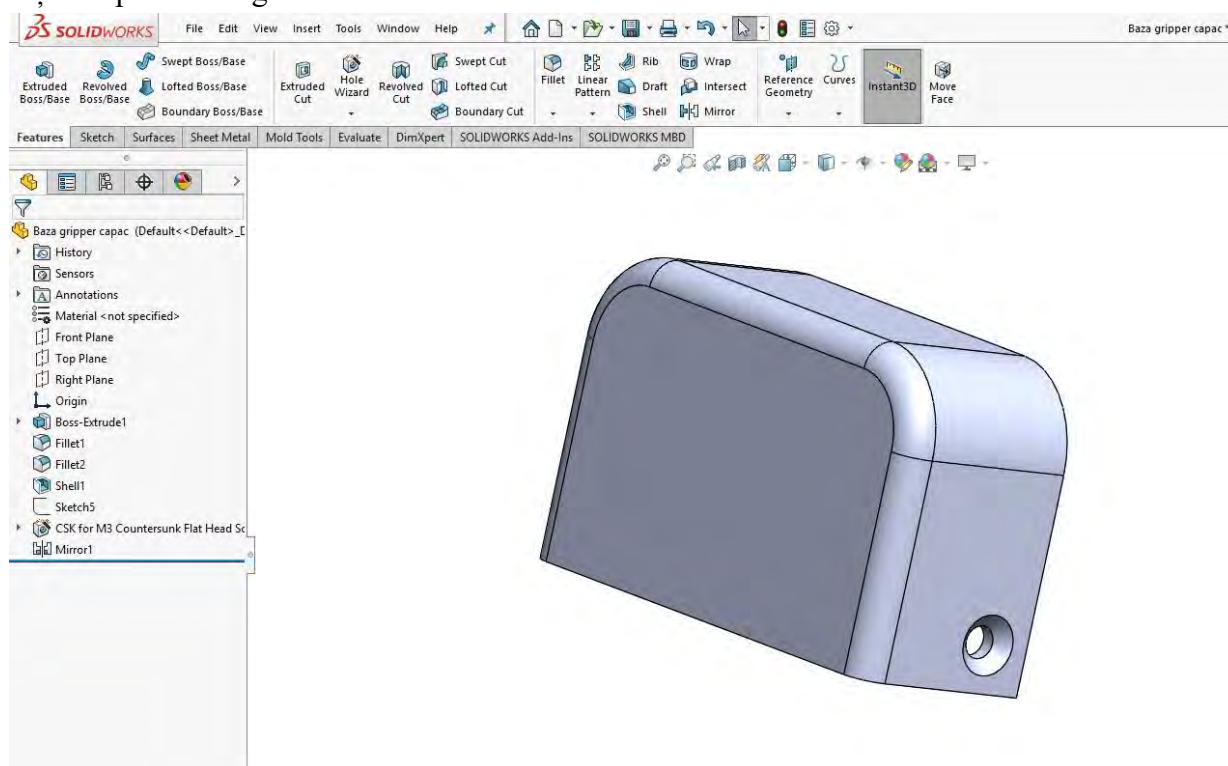 SOLIDWORKS File Edit View Insert Tools Window Help Baza gripper capac
Extruded Boss/Base
Revolved Boss/Base
Swept Boss/Base
Lofted Boss/Base
Boundary Boss/Base
Extruded Cut
Hole Wizard
Revolved Cut
Swept Cut
Lofted Cut
Boundary Cut
Fillet
Linear Pattern
Rib
Draft
Shell
Wrap
Intersect
Mirror
Reference Geometry
Curves
Instant3D
Move Face
Features Sketch Surfaces Sheet Metal Mold Tools Evaluate DimXpert SOLIDWORKS Add-Ins SOLIDWORKS MBD
Baza gripper capac (Default<<Default>_D
History
Sensors
Annotations
Material <not specified>
Front Plane
Top Plane
Right Plane
Origin
Boss-Extrude1
Fillet1
Fillet2
Shell1
Sketch5
CSK for M3 Countersunk Flat Head Sc
Mirror1